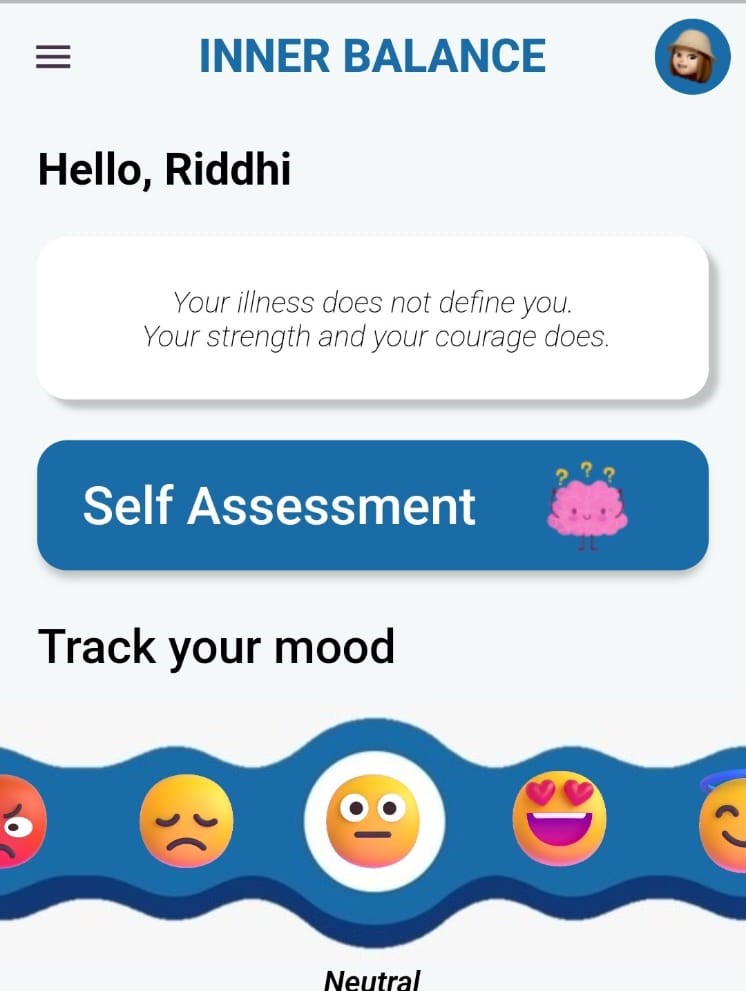 INNER BALANCE
Hello, Riddhi
Your illness does not define you.
Your strength and your courage does.
Self Assessment
? ? ?
Track your mood
Neutral